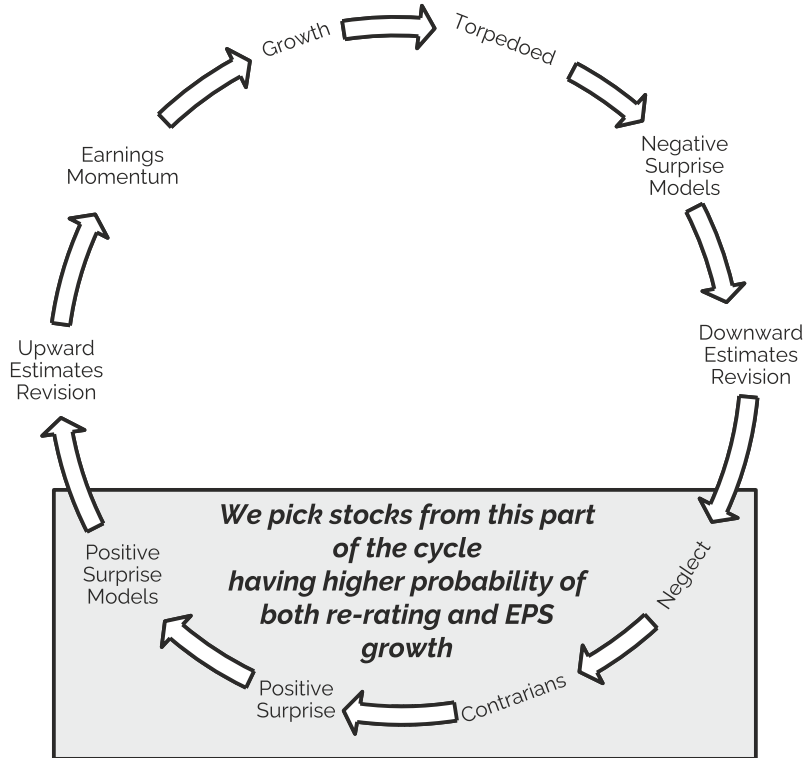 Growth
Torpedoed
Negative
Surprise
Models
Downward
Estimates
Revision
Neglect
Contrarians
Positive
Surprise
Positive
Surprise
Models
Upward
Estimates
Revision
Earnings
Momentum
We pick stocks from this part
of the cycle
having higher probability of
both re-rating and EPS
growth